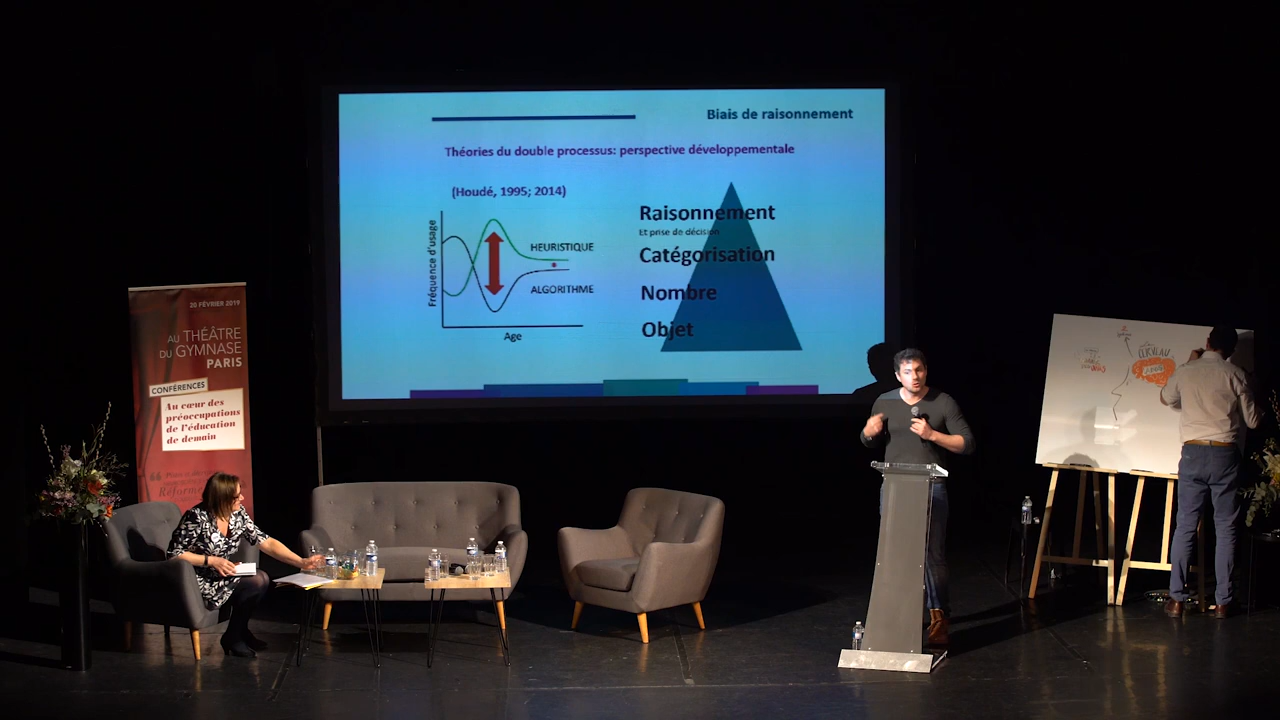 Biais de raisonnement
Théories du double processus: perspective développementale
(Houdé, 1995; 2014)
Fréquence d'usage
HEURISTIQUE
ALGORITHME
Age
Raisonnement
Et prise de décision
Catégorisation
Nombre
Objet
20 FÉVRIER 2019
AU THÉÂTRE
DU GYMNASE
PARIS
CONFÉRENCES
Au cœur des
préoccupations
de l'éducation
de demain
CERVEAU